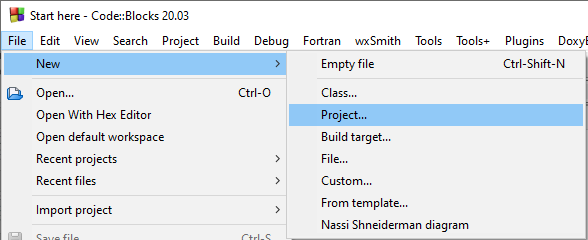 Start here - Code::Blocks 20.03
File Edit View Search Project Build Debug Fortran wxSmith Tools Tools+ Plugins DoxyB
New
Open... Ctrl-O
Open With Hex Editor
Open default workspace
Recent projects
Recent files
Import project
Save file Ctrl-S
Empty file Ctrl-Shift-N
Class...
Project...
Build target...
File...
Custom...
From template...
Nassi Shneiderman diagram